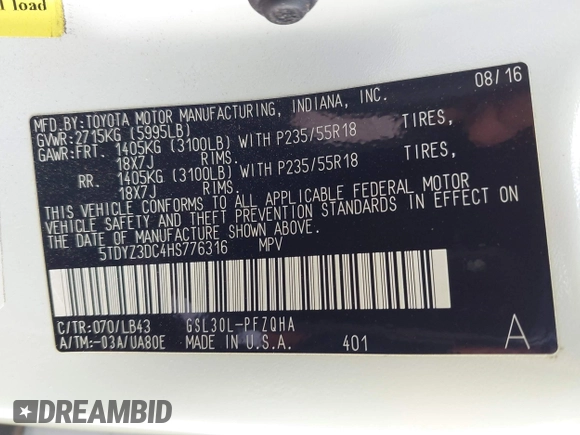 load
08/16
MFD.BY:TOYOTA MOTOR MANUFACTURING, INDIANA, INC.
GVWR:2715KG (5995LB)
GAWR:FRT. 1405KG (3100LB) WITH P235/55R18 TIRES,
18X7J RIMS.
RR. 1405KG (3100LB) WITH P235/55R18 TIRES,
18X7J RIMS.
THIS VEHICLE CONFORMS TO ALL APPLICABLE FEDERAL MOTOR
VEHICLE SAFETY AND THEFT PREVENTION STANDARDS IN EFFECT ON
THE DATE OF MANUFACTURE SHOWN ABOVE.
5TDYZ3DC4HS776316 MPV
C/TR:070/LB43 GSL30L-PFZQHA
A/TM:-03A/UA80E MADE IN U.S.A. 401 A
DREAMBID